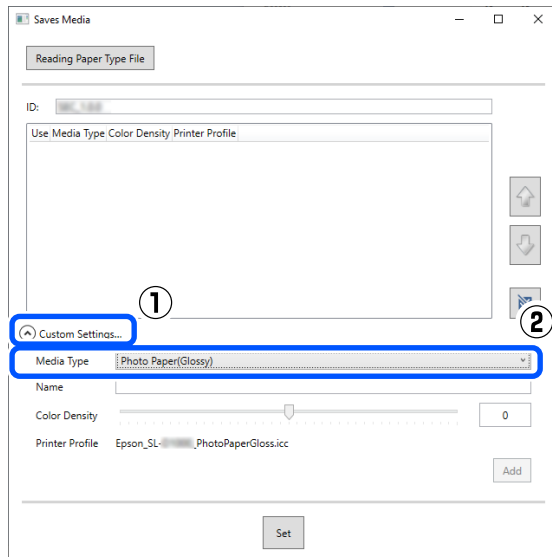 Saves Media
Reading Paper Type File
ID:
Use Media Type Color Density Printer Profile
①
②
Custom Settings...
Media Type Photo Paper(Glossy)
Name
Color Density 0
Printer Profile Epson_SL- _PhotoPaperGloss.icc
Add
Set